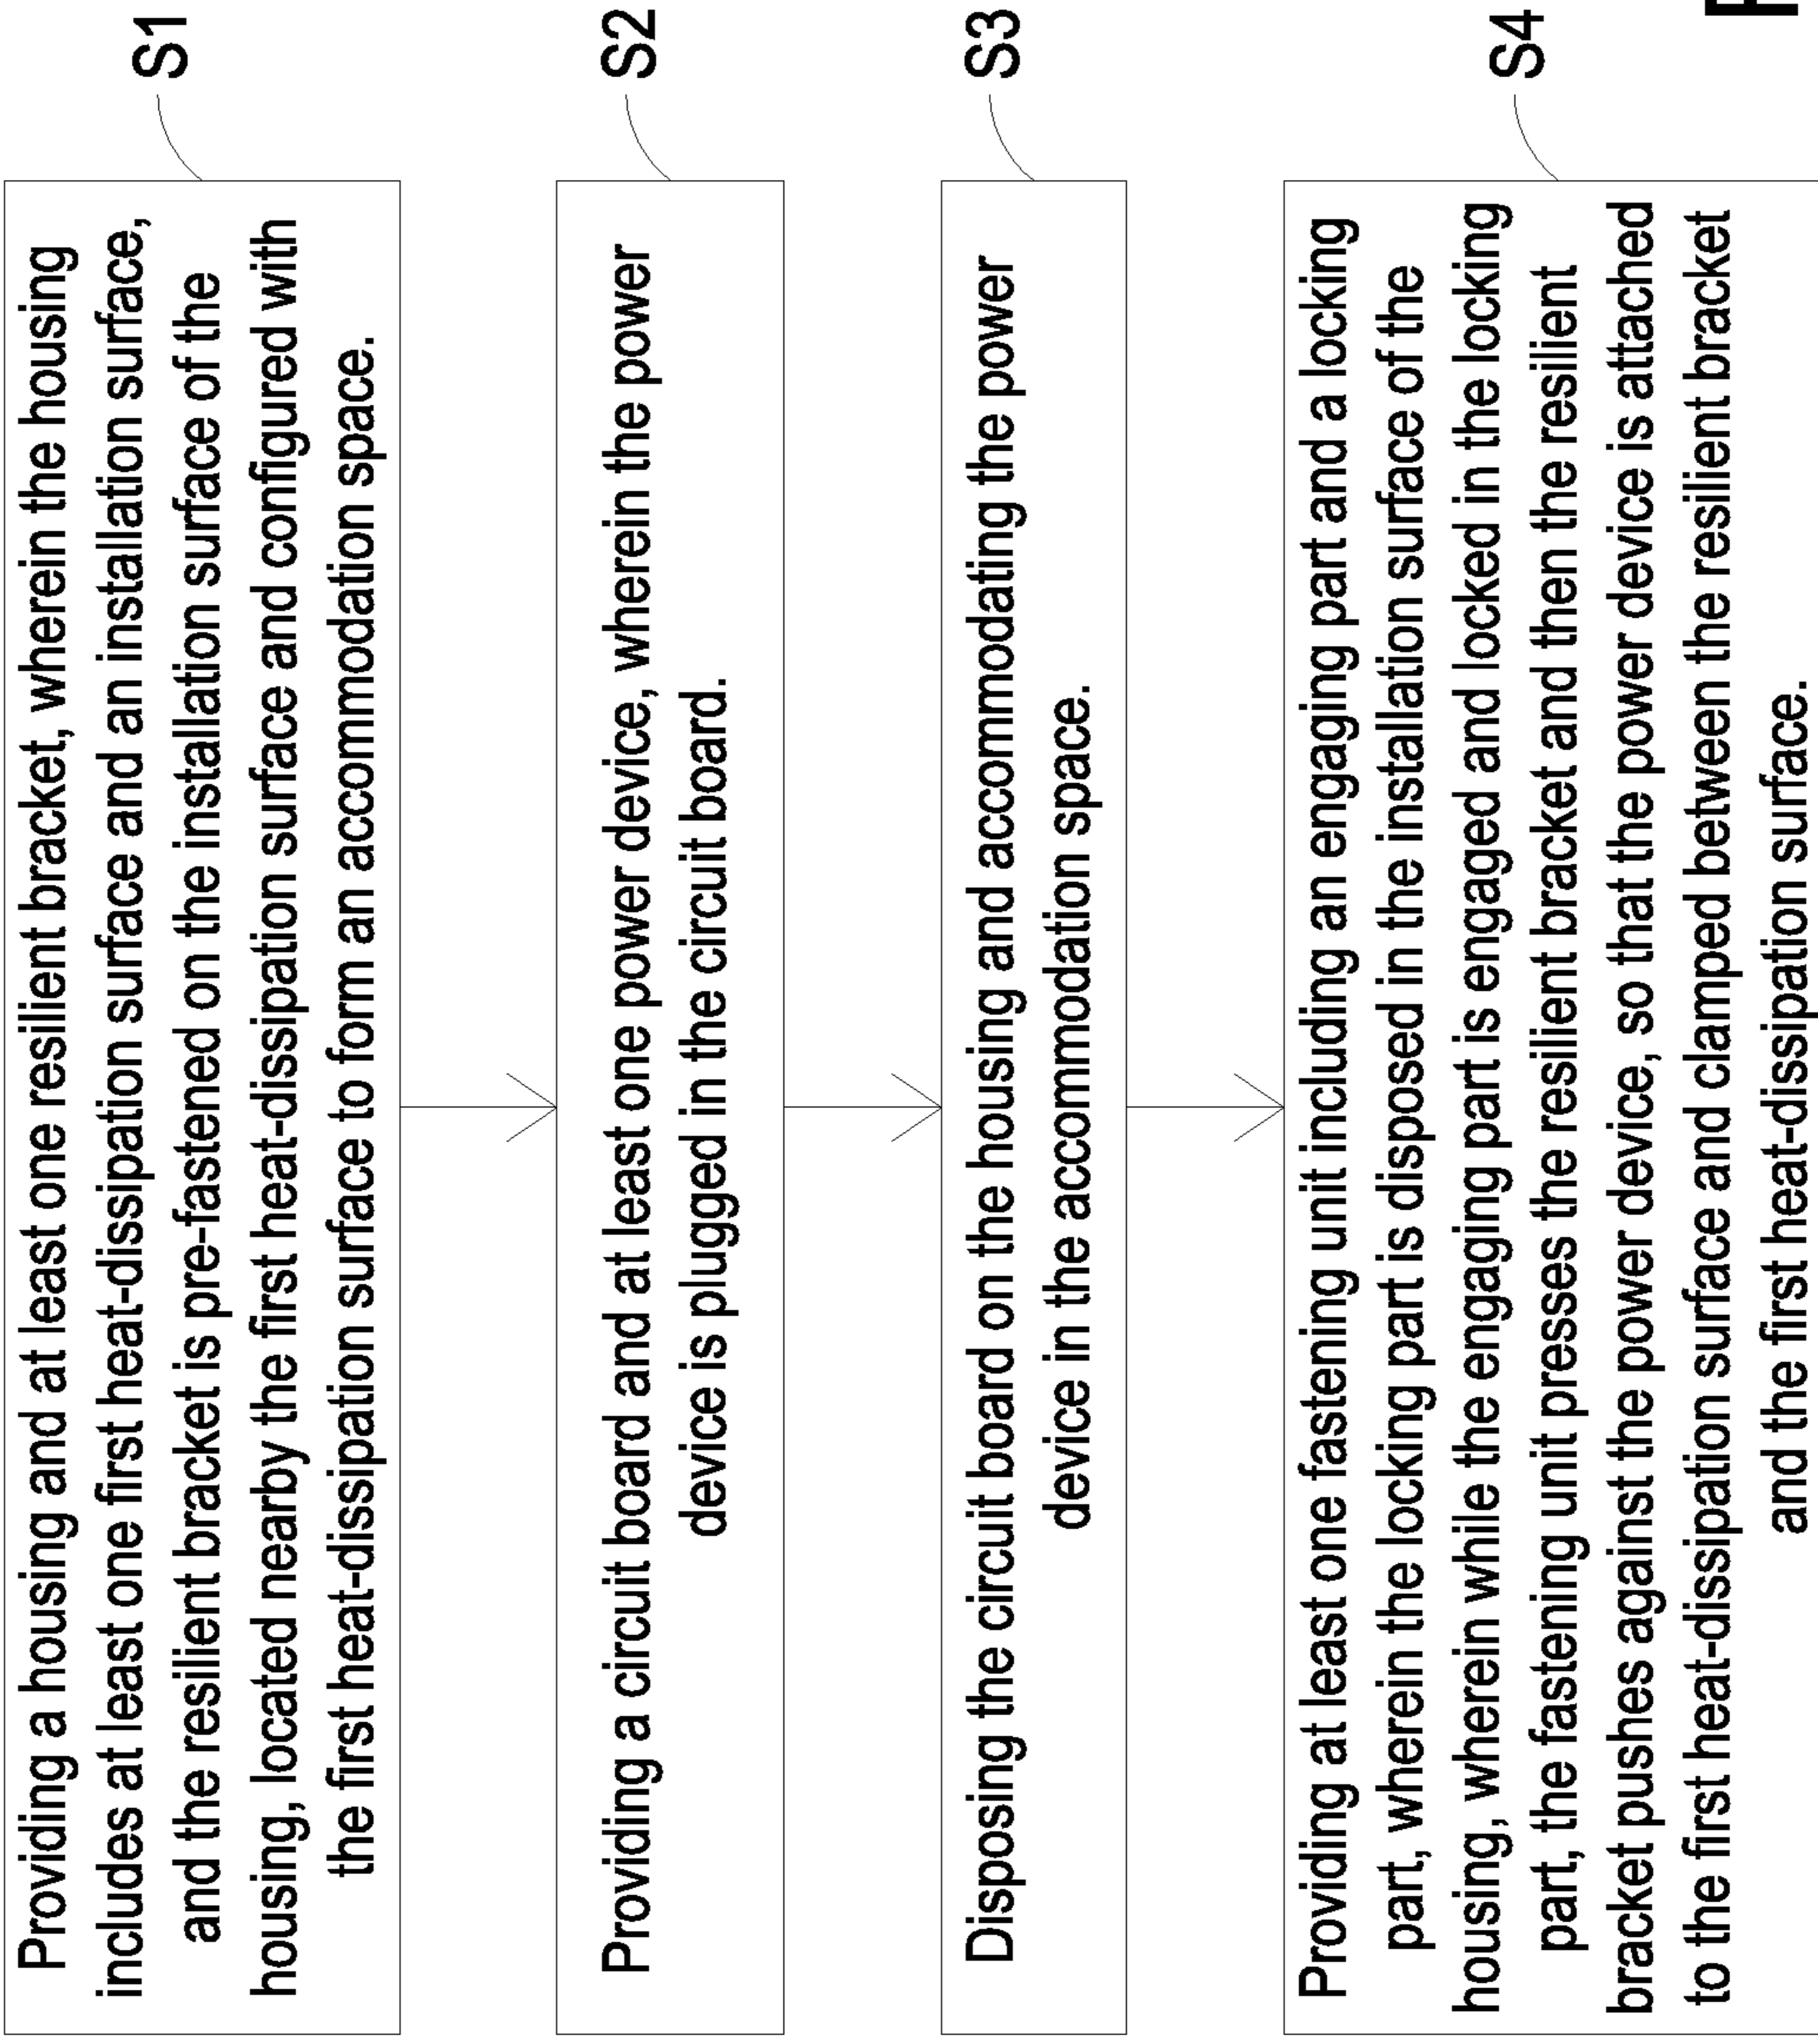 Providing a housing and at least one resilient bracket, wherein the housing
includes at least one first heat-dissipation surface and an installation surface,
and the resilient bracket is pre-fastened on the installation surface of the
housing, located nearby the first heat-dissipation surface and configured with
the first heat-dissipation surface to form an accommodation space.
S1
Providing a circuit board and at least one power device, wherein the power
device is plugged in the circuit board.
S2
Disposing the circuit board on the housing and accommodating the power
device in the accommodation space.
S3
Providing at least one fastening unit including an engaging part and a locking
part, wherein the locking part is disposed in the installation surface of the
housing, wherein while the engaging part is engaged and locked in the locking
part, the fastening unit presses the resilient bracket and then the resilient
bracket pushes against the power device, so that the power device is attached
to the first heat-dissipation surface and clamped between the resilient bracket
and the first heat-dissipation surface.
S4